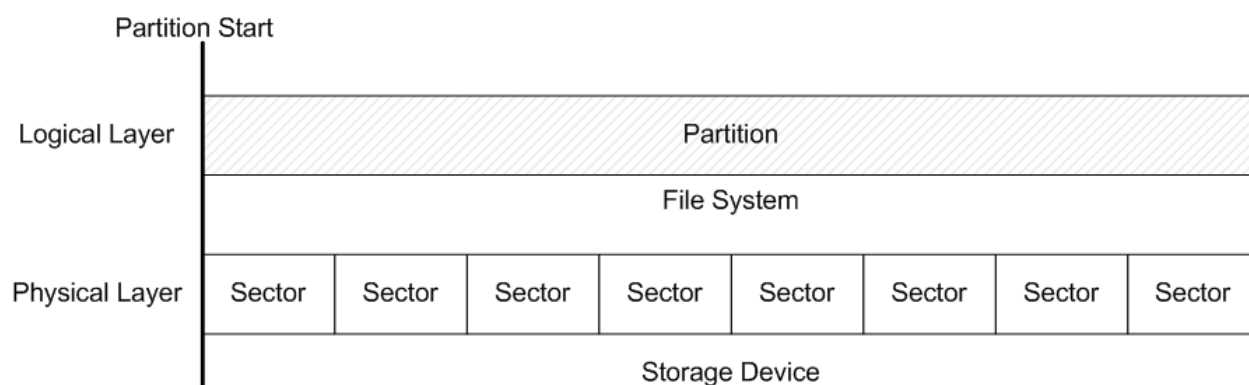 Partition Start
Logical Layer
Partition
File System
Physical Layer
Sector Sector Sector Sector Sector Sector Sector Sector
Storage Device